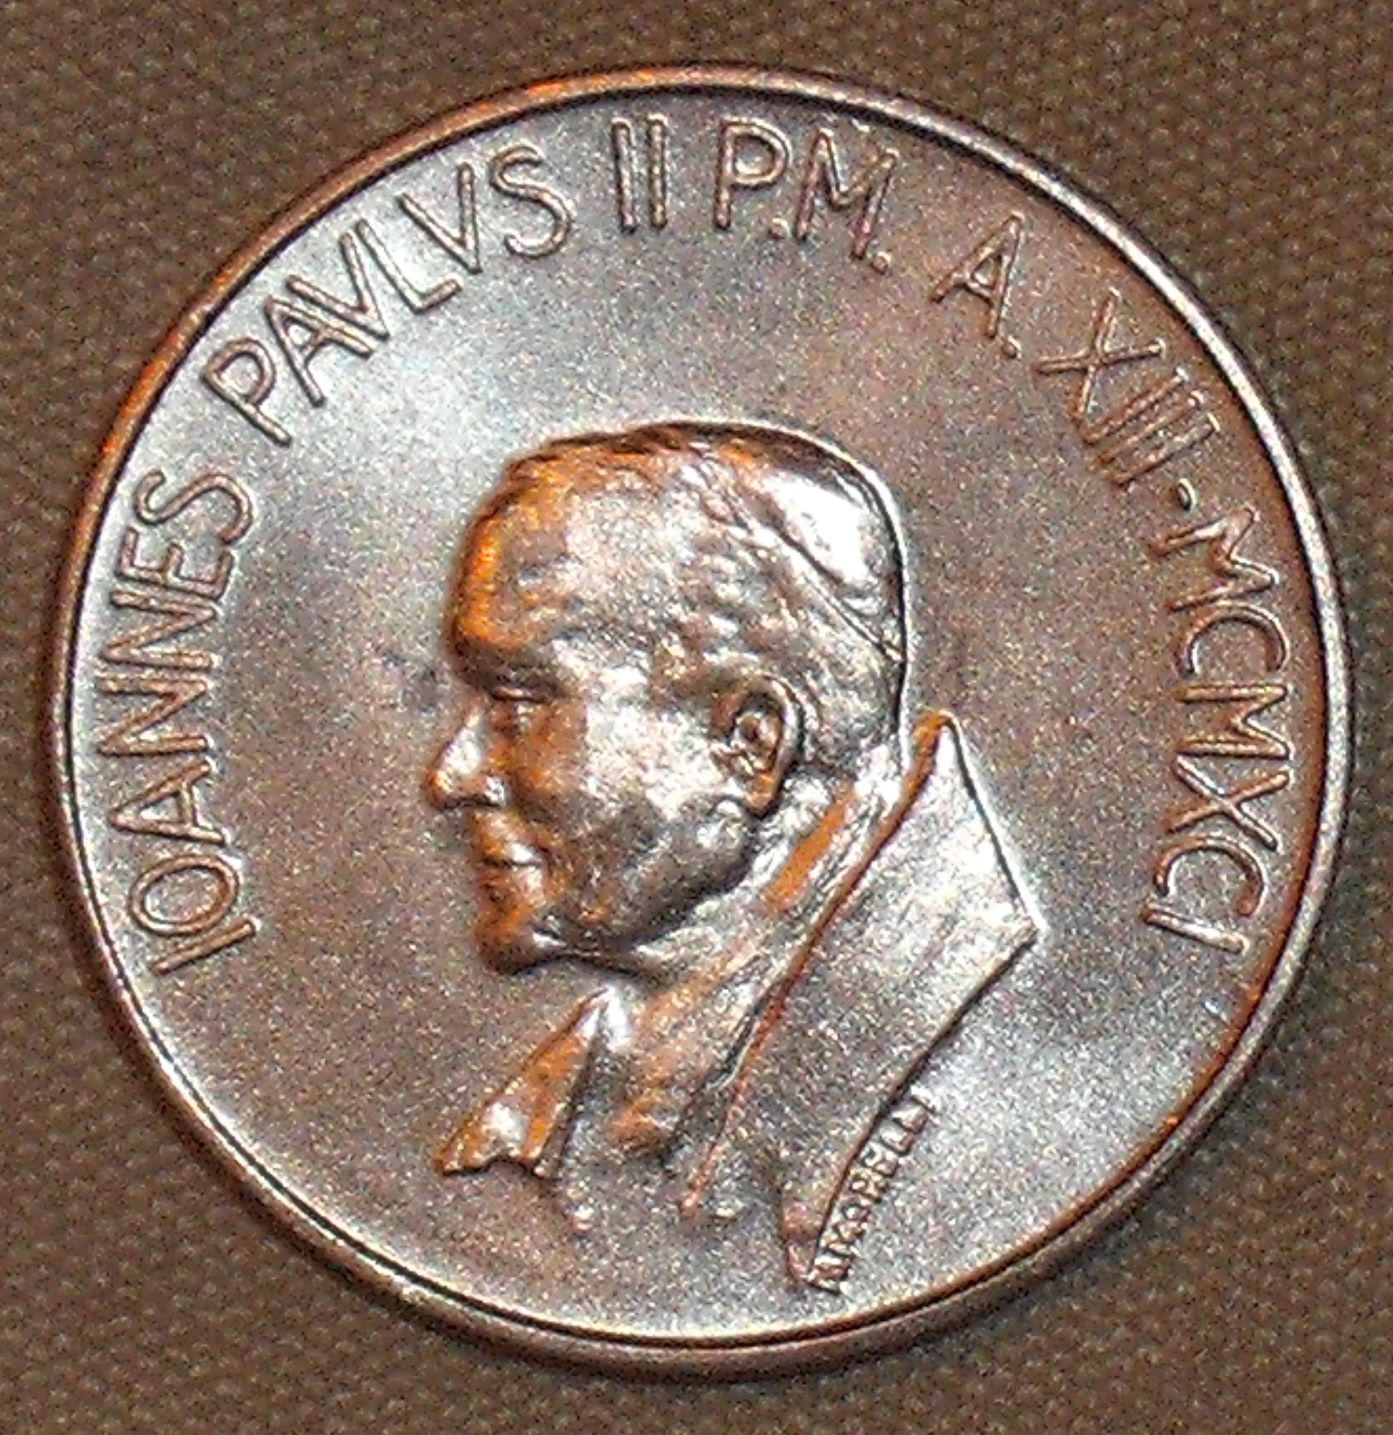 IOANNES PAVLVS II P.M. A. XIII-MCMXCI